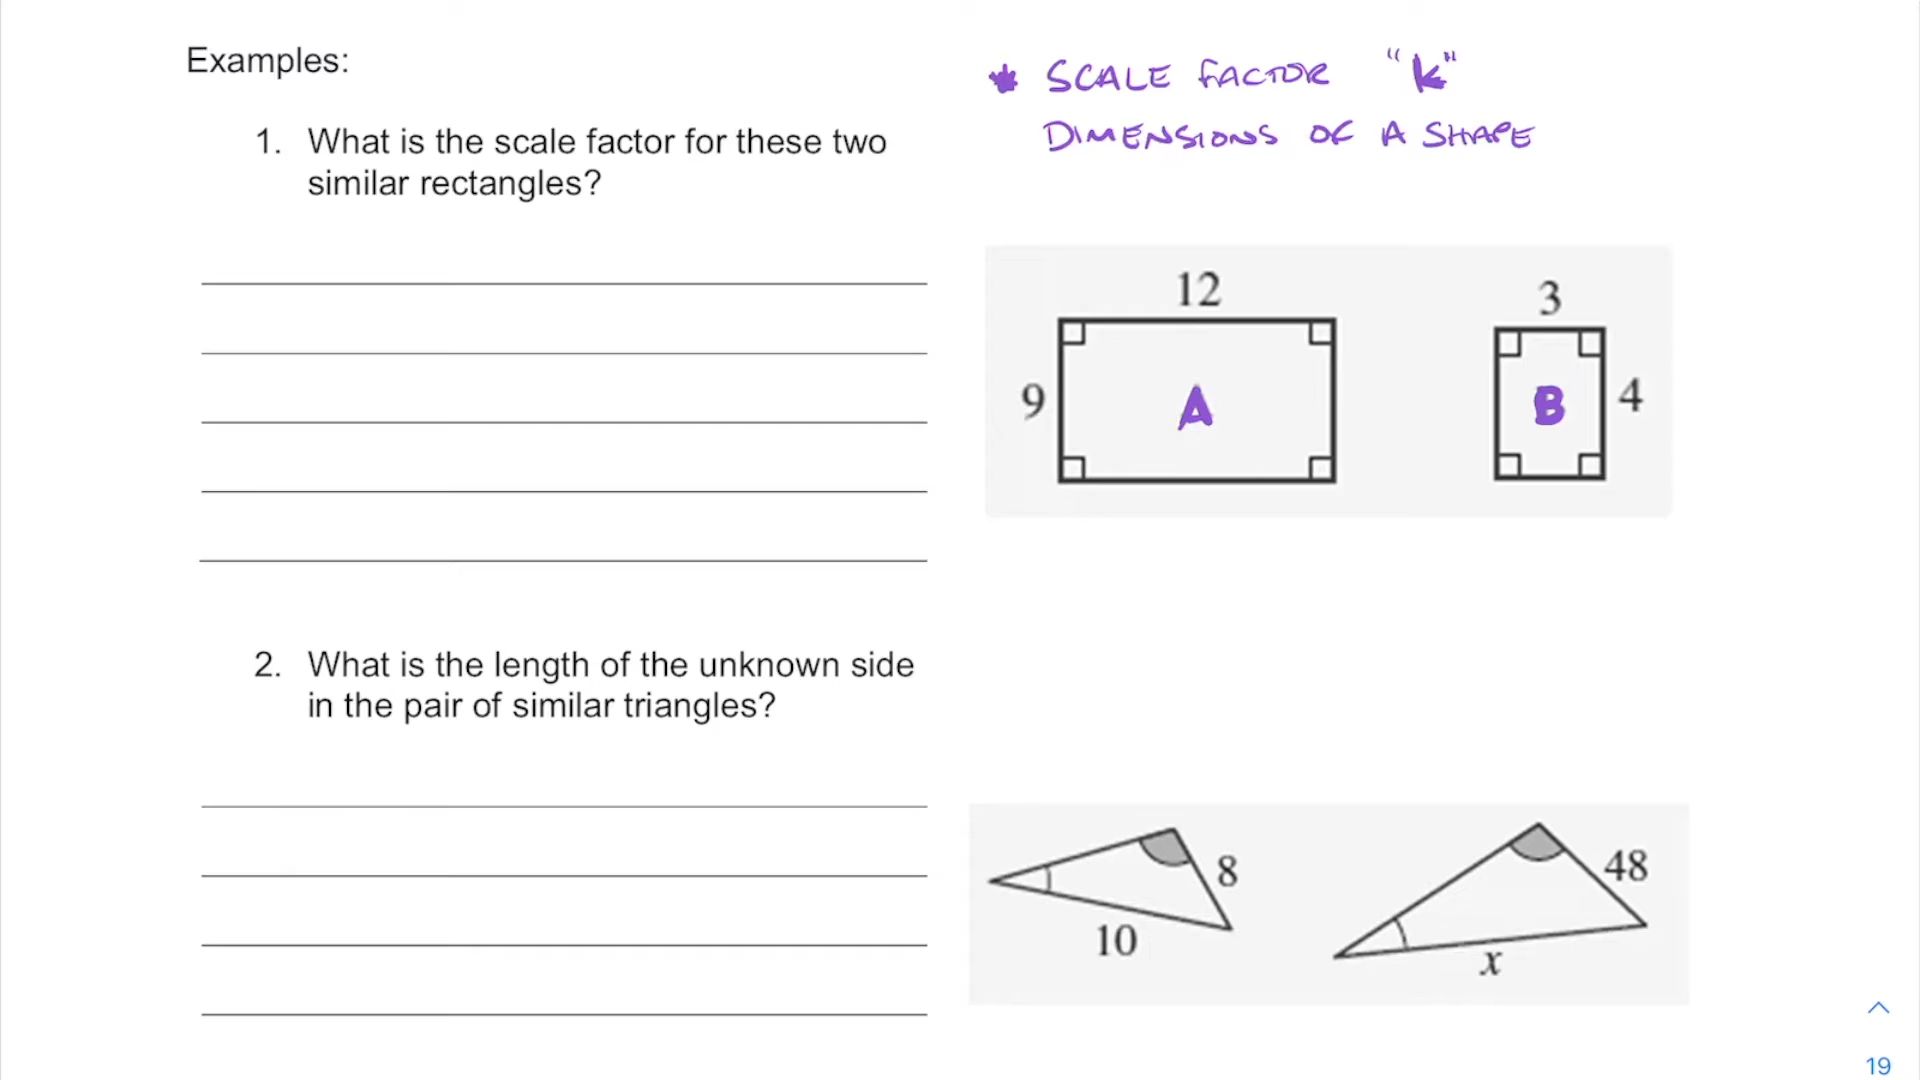 Examples:
* SCALE FACTOR "k"
DIMENSIONS OF A SHAPE
1. What is the scale factor for these two
similar rectangles?
12
9
A
3
B
4
2. What is the length of the unknown side
in the pair of similar triangles?
8
10
48
x
19